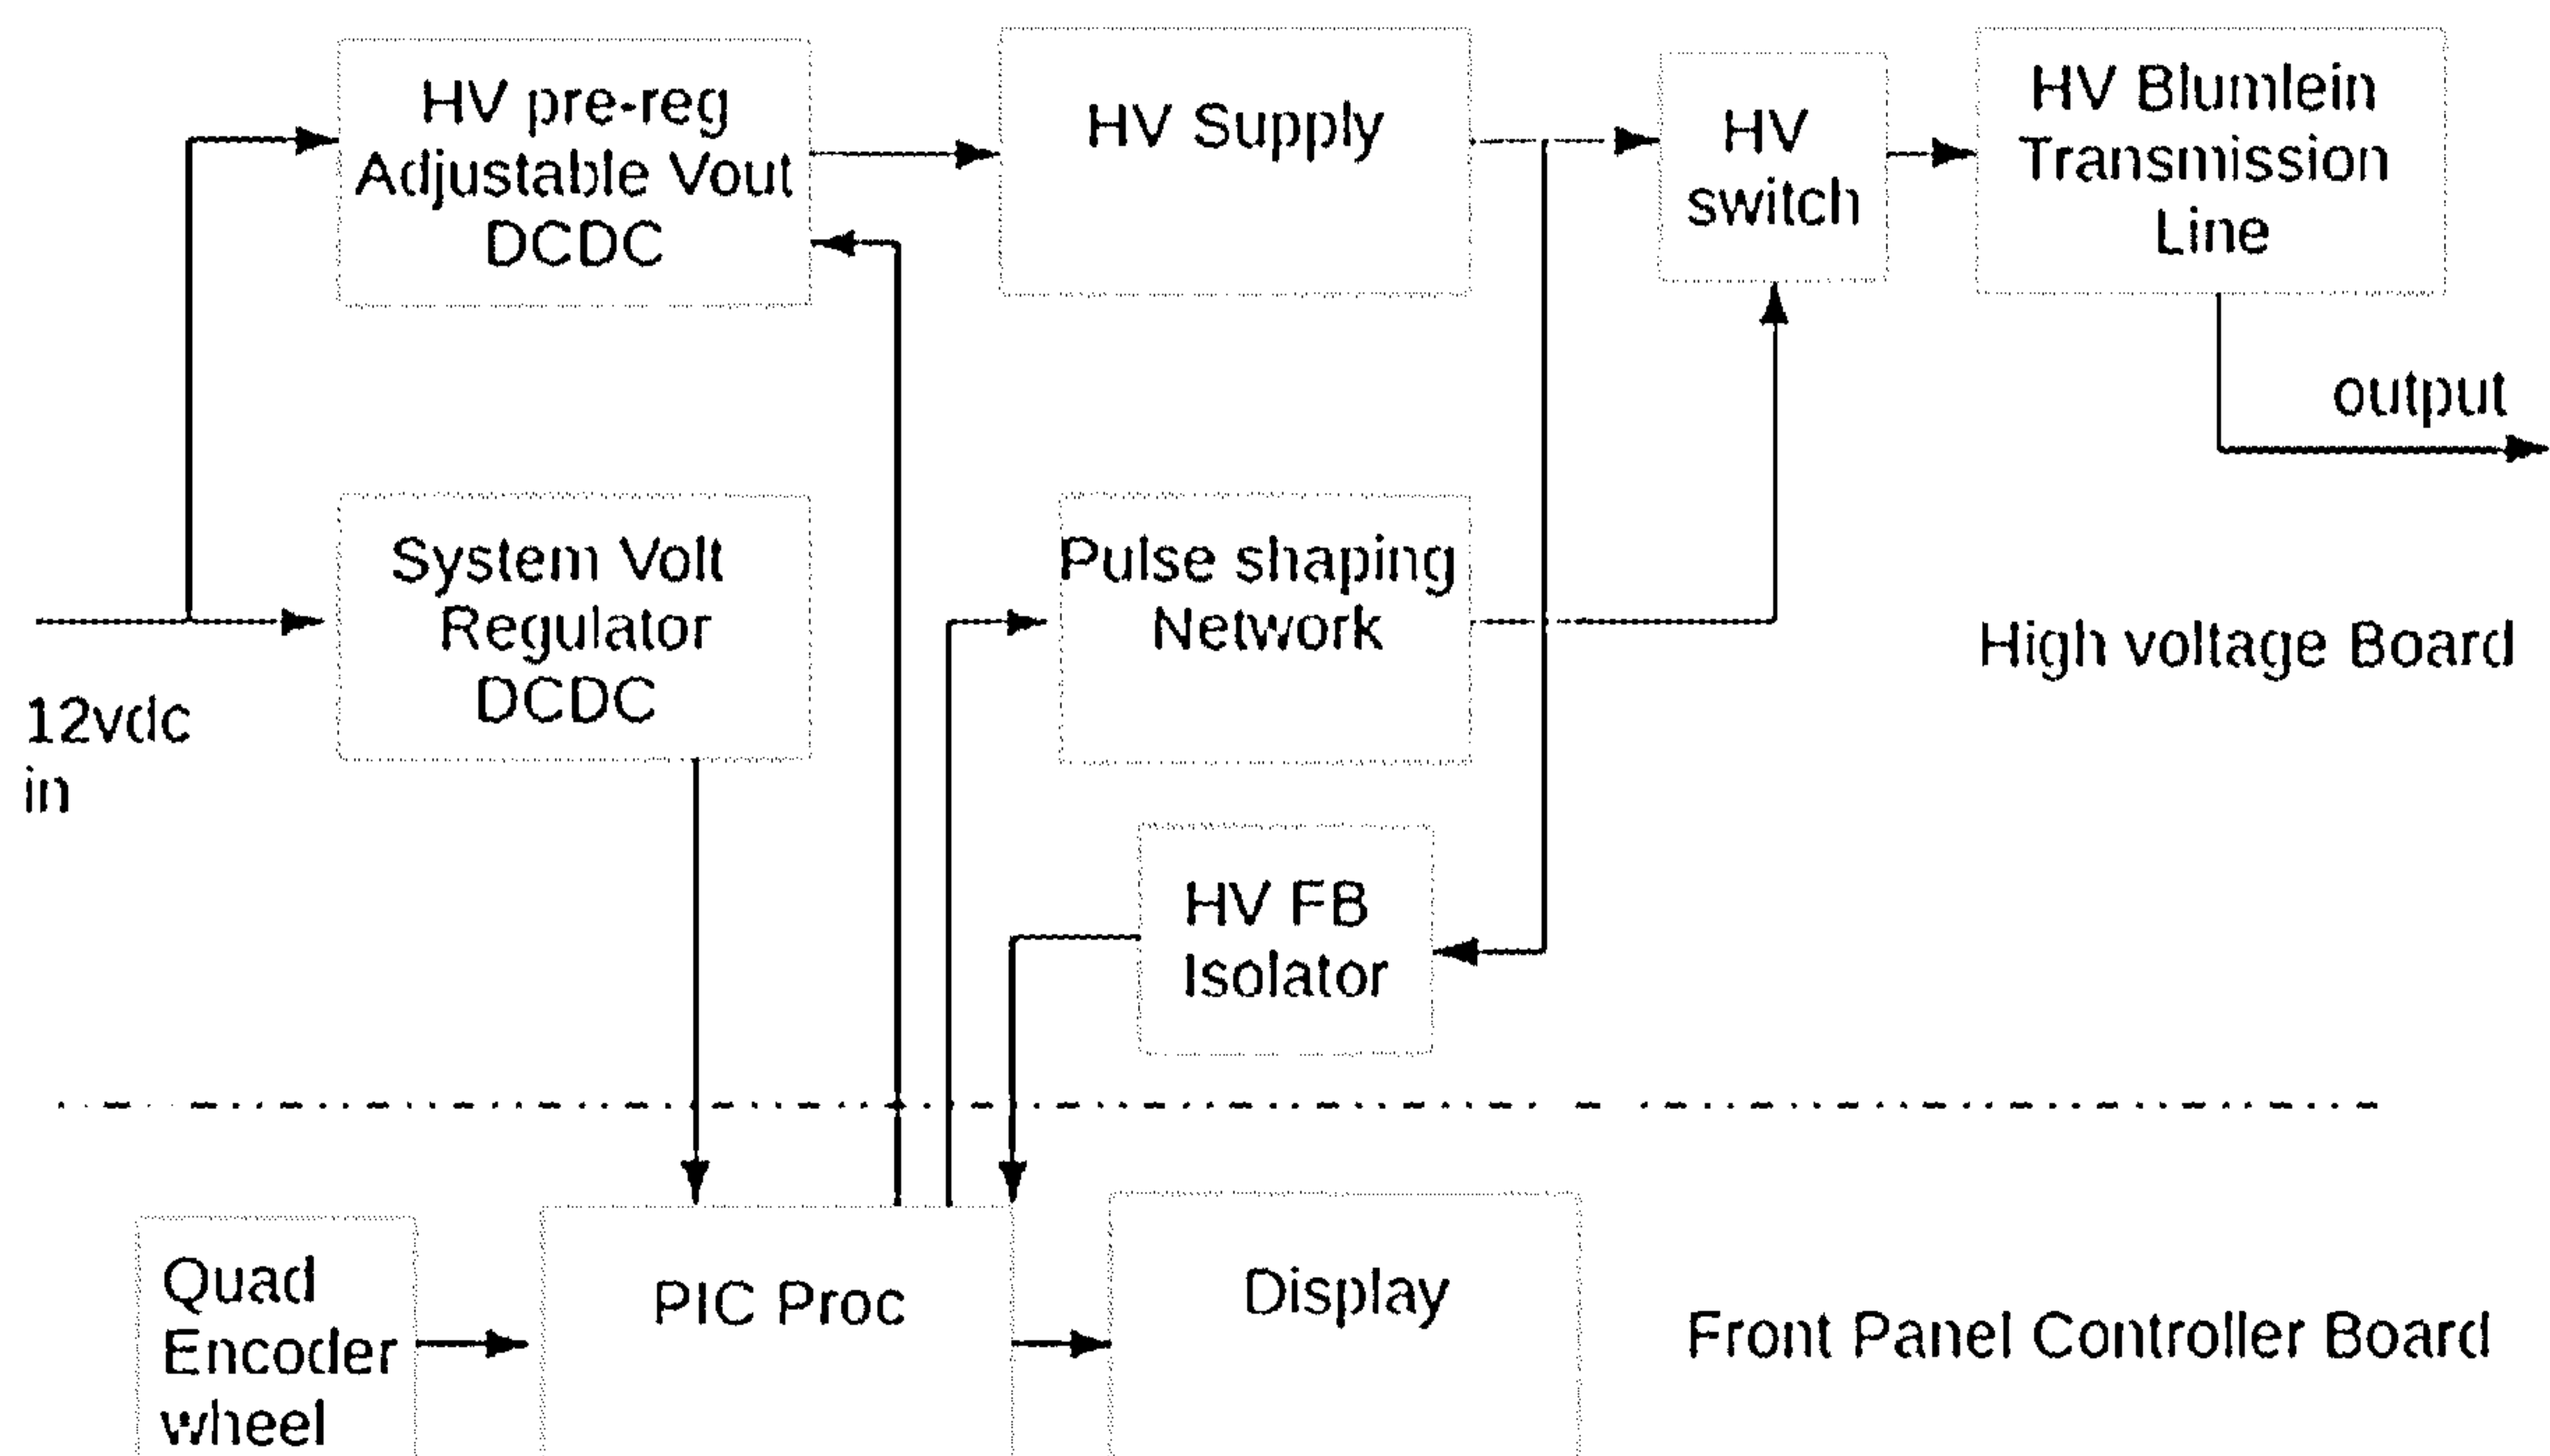 HV pre-reg
Adjustable Vout
DCDC
HV Supply
HV
switch
HV Blumlein
Transmission
Line
output
System Volt
Regulator
DCDC
Pulse shaping
Network
High voltage Board
12vdc
in
HV FB
Isolator
Quad
Encoder
wheel
PIC Proc
Display
Front Panel Controller Board